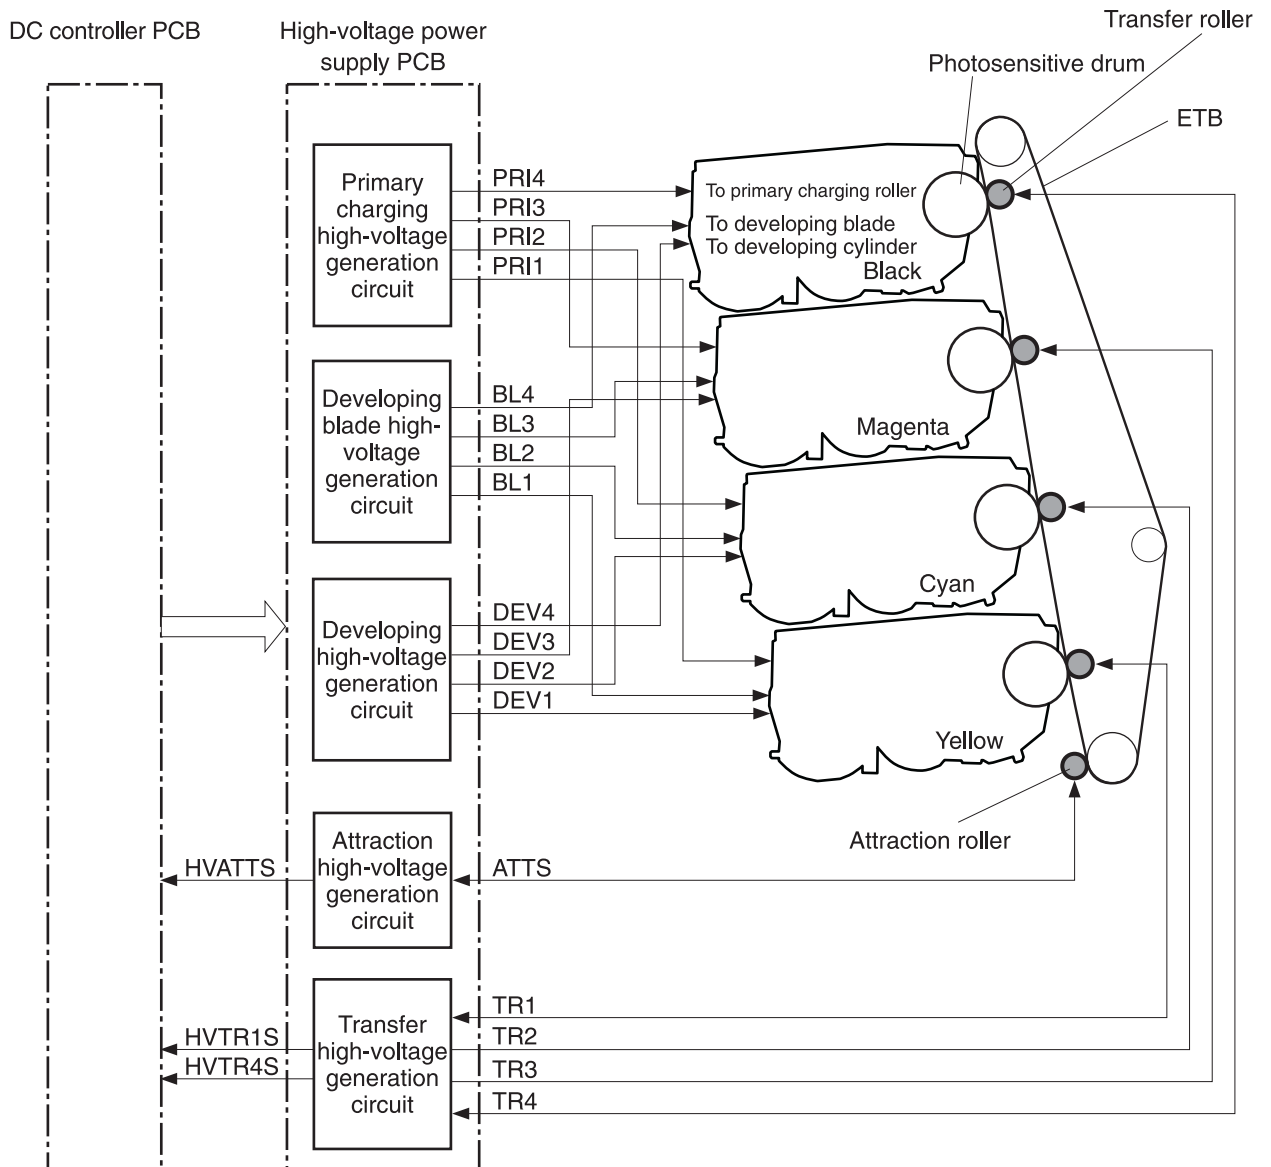 DC controller PCB
High-voltage power
supply PCB
Transfer roller
Photosensitive drum
ETB
Primary
charging
high-voltage
generation
circuit
PRI4
PRI3
PRI2
PRI1
To primary charging roller
To developing blade
To developing cylinder
Black
Developing
blade high-
voltage
generation
circuit
BL4
BL3
BL2
BL1
Magenta
Cyan
Developing
high-voltage
generation
circuit
DEV4
DEV3
DEV2
DEV1
Yellow
Attraction roller
Attraction
high-voltage
generation
circuit
HVATTS
ATTS
Transfer
high-voltage
generation
circuit
HVTR1S
HVTR4S
TR1
TR2
TR3
TR4